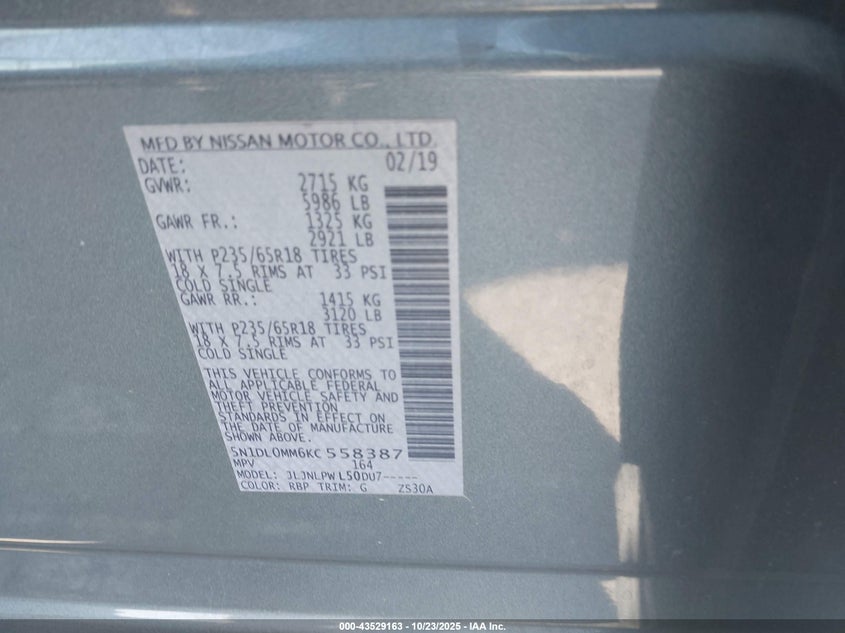 MFD BY NISSAN MOTOR CO., LTD.
DATE: 02/19
GVWR: 2715 KG
5986 LB
GAWR FR.: 1325 KG
2921 LB
WITH P235/65R18 TIRES
18 X 7.5 RIMS AT 33 PSI
COLD SINGLE
GAWR RR.: 1415 KG
3120 LB
WITH P235/65R18 TIRES
18 X 7.5 RIMS AT 33 PSI
COLD SINGLE
THIS VEHICLE CONFORMS TO
ALL APPLICABLE FEDERAL
MOTOR VEHICLE SAFETY AND
THEFT PREVENTION
STANDARDS IN EFFECT ON
THE DATE OF MANUFACTURE
SHOWN ABOVE.
5N1DL0MM6KC558387
MPV 164
MODEL: JLJNLPWL50DU7-----
COLOR: RBP TRIM: G ZS30A
000-43529163 - 10/23/2025 - IAA Inc.